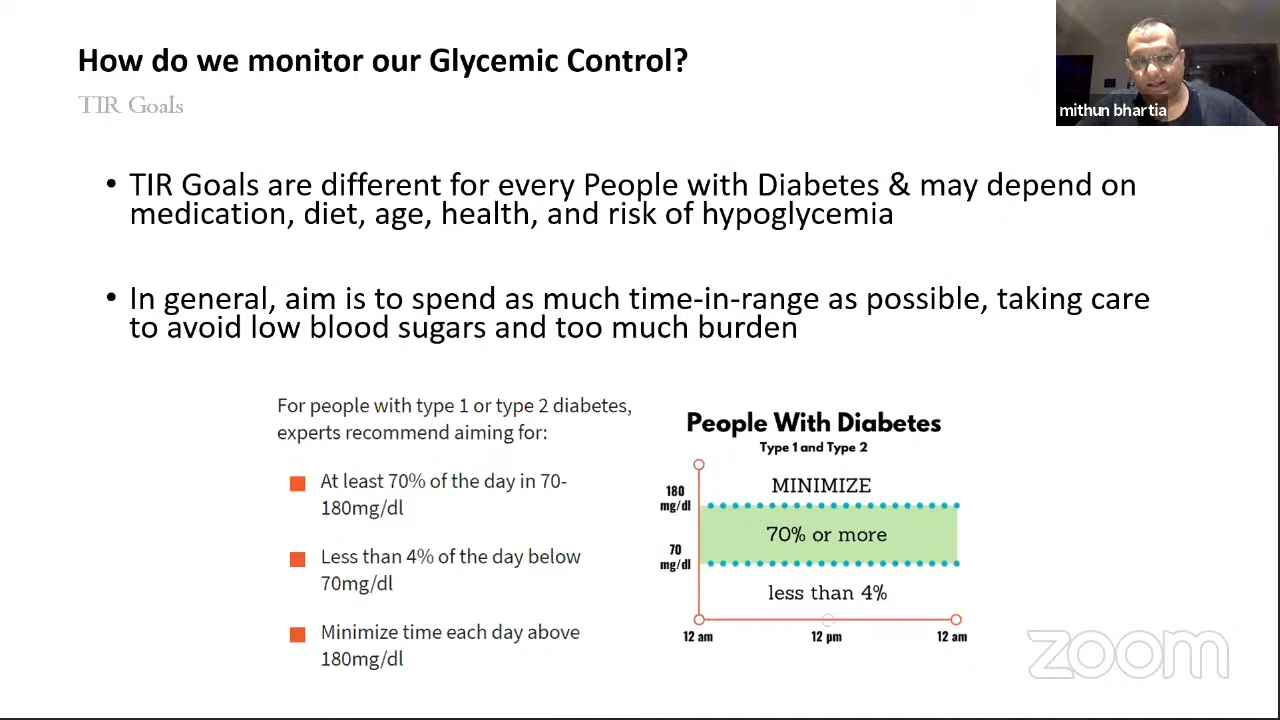 How do we monitor our Glycemic Control?
TIR Goals
mithun bhartia
• TIR Goals are different for every People with Diabetes & may depend on
medication, diet, age, health, and risk of hypoglycemia
• In general, aim is to spend as much time-in-range as possible, taking care
to avoid low blood sugars and too much burden
For people with type 1 or type 2 diabetes,
experts recommend aiming for:
At least 70% of the day in 70-
180mg/dl
Less than 4% of the day below
70mg/dl
Minimize time each day above
180mg/dl
People With Diabetes
Type 1 and Type 2
MINIMIZE
180
mg/dl
70% or more
70
mg/dl
less than 4%
12 am
12 pm
12 am
zoom